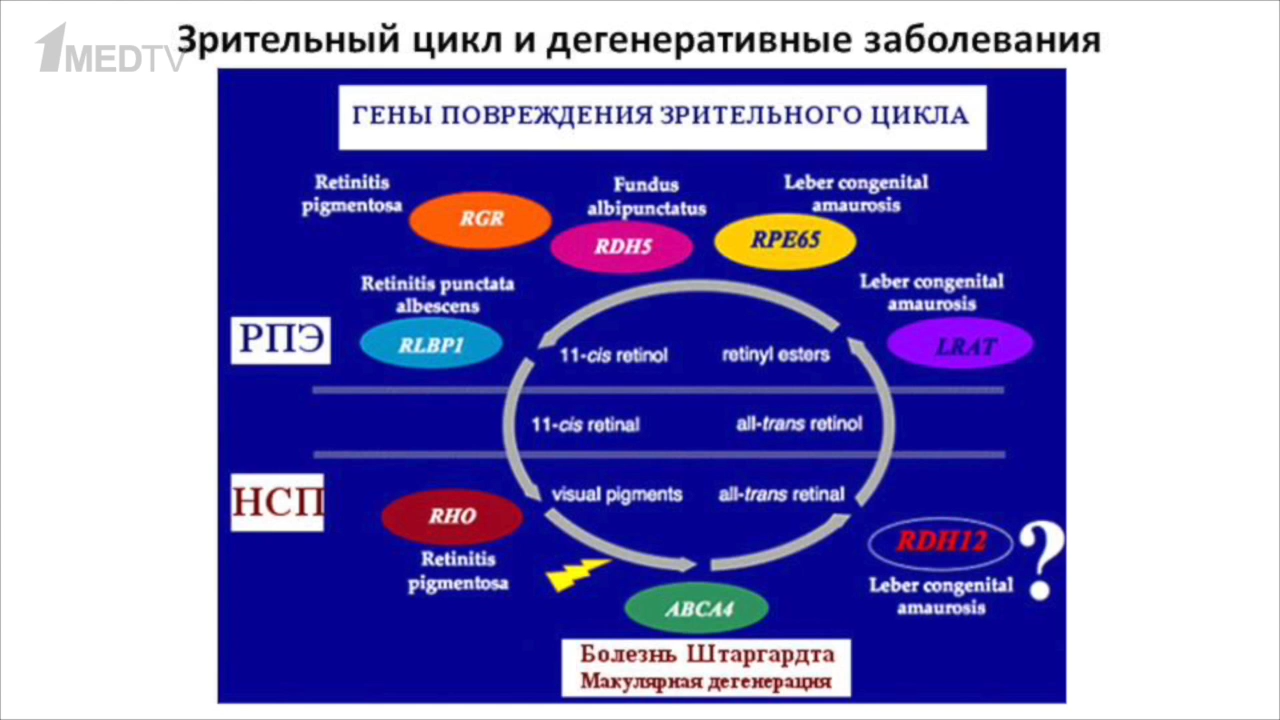 1MEDTV
Зрительный цикл и дегенеративные заболевания
ГЕНЫ ПОВРЕЖДЕНИЯ ЗРИТЕЛЬНОГО ЦИКЛА
Retinitis
pigmentosa
RGR
Fundus
albipunctatus
RDH5
Leber congenital
amaurosis
RPE65
Retinitis punctata
albescens
RLBP1
Leber congenital
amaurosis
LRAT
РПЭ
11-cis retinol
retinyl esters
11-cis retinal
all-trans retinol
НСП
visual pigments
all-trans retinal
RHO
Retinitis
pigmentosa
RDH12
?
Leber congenital
amaurosis
ABCA4
Болезнь Штаргардта
Макулярная дегенерация